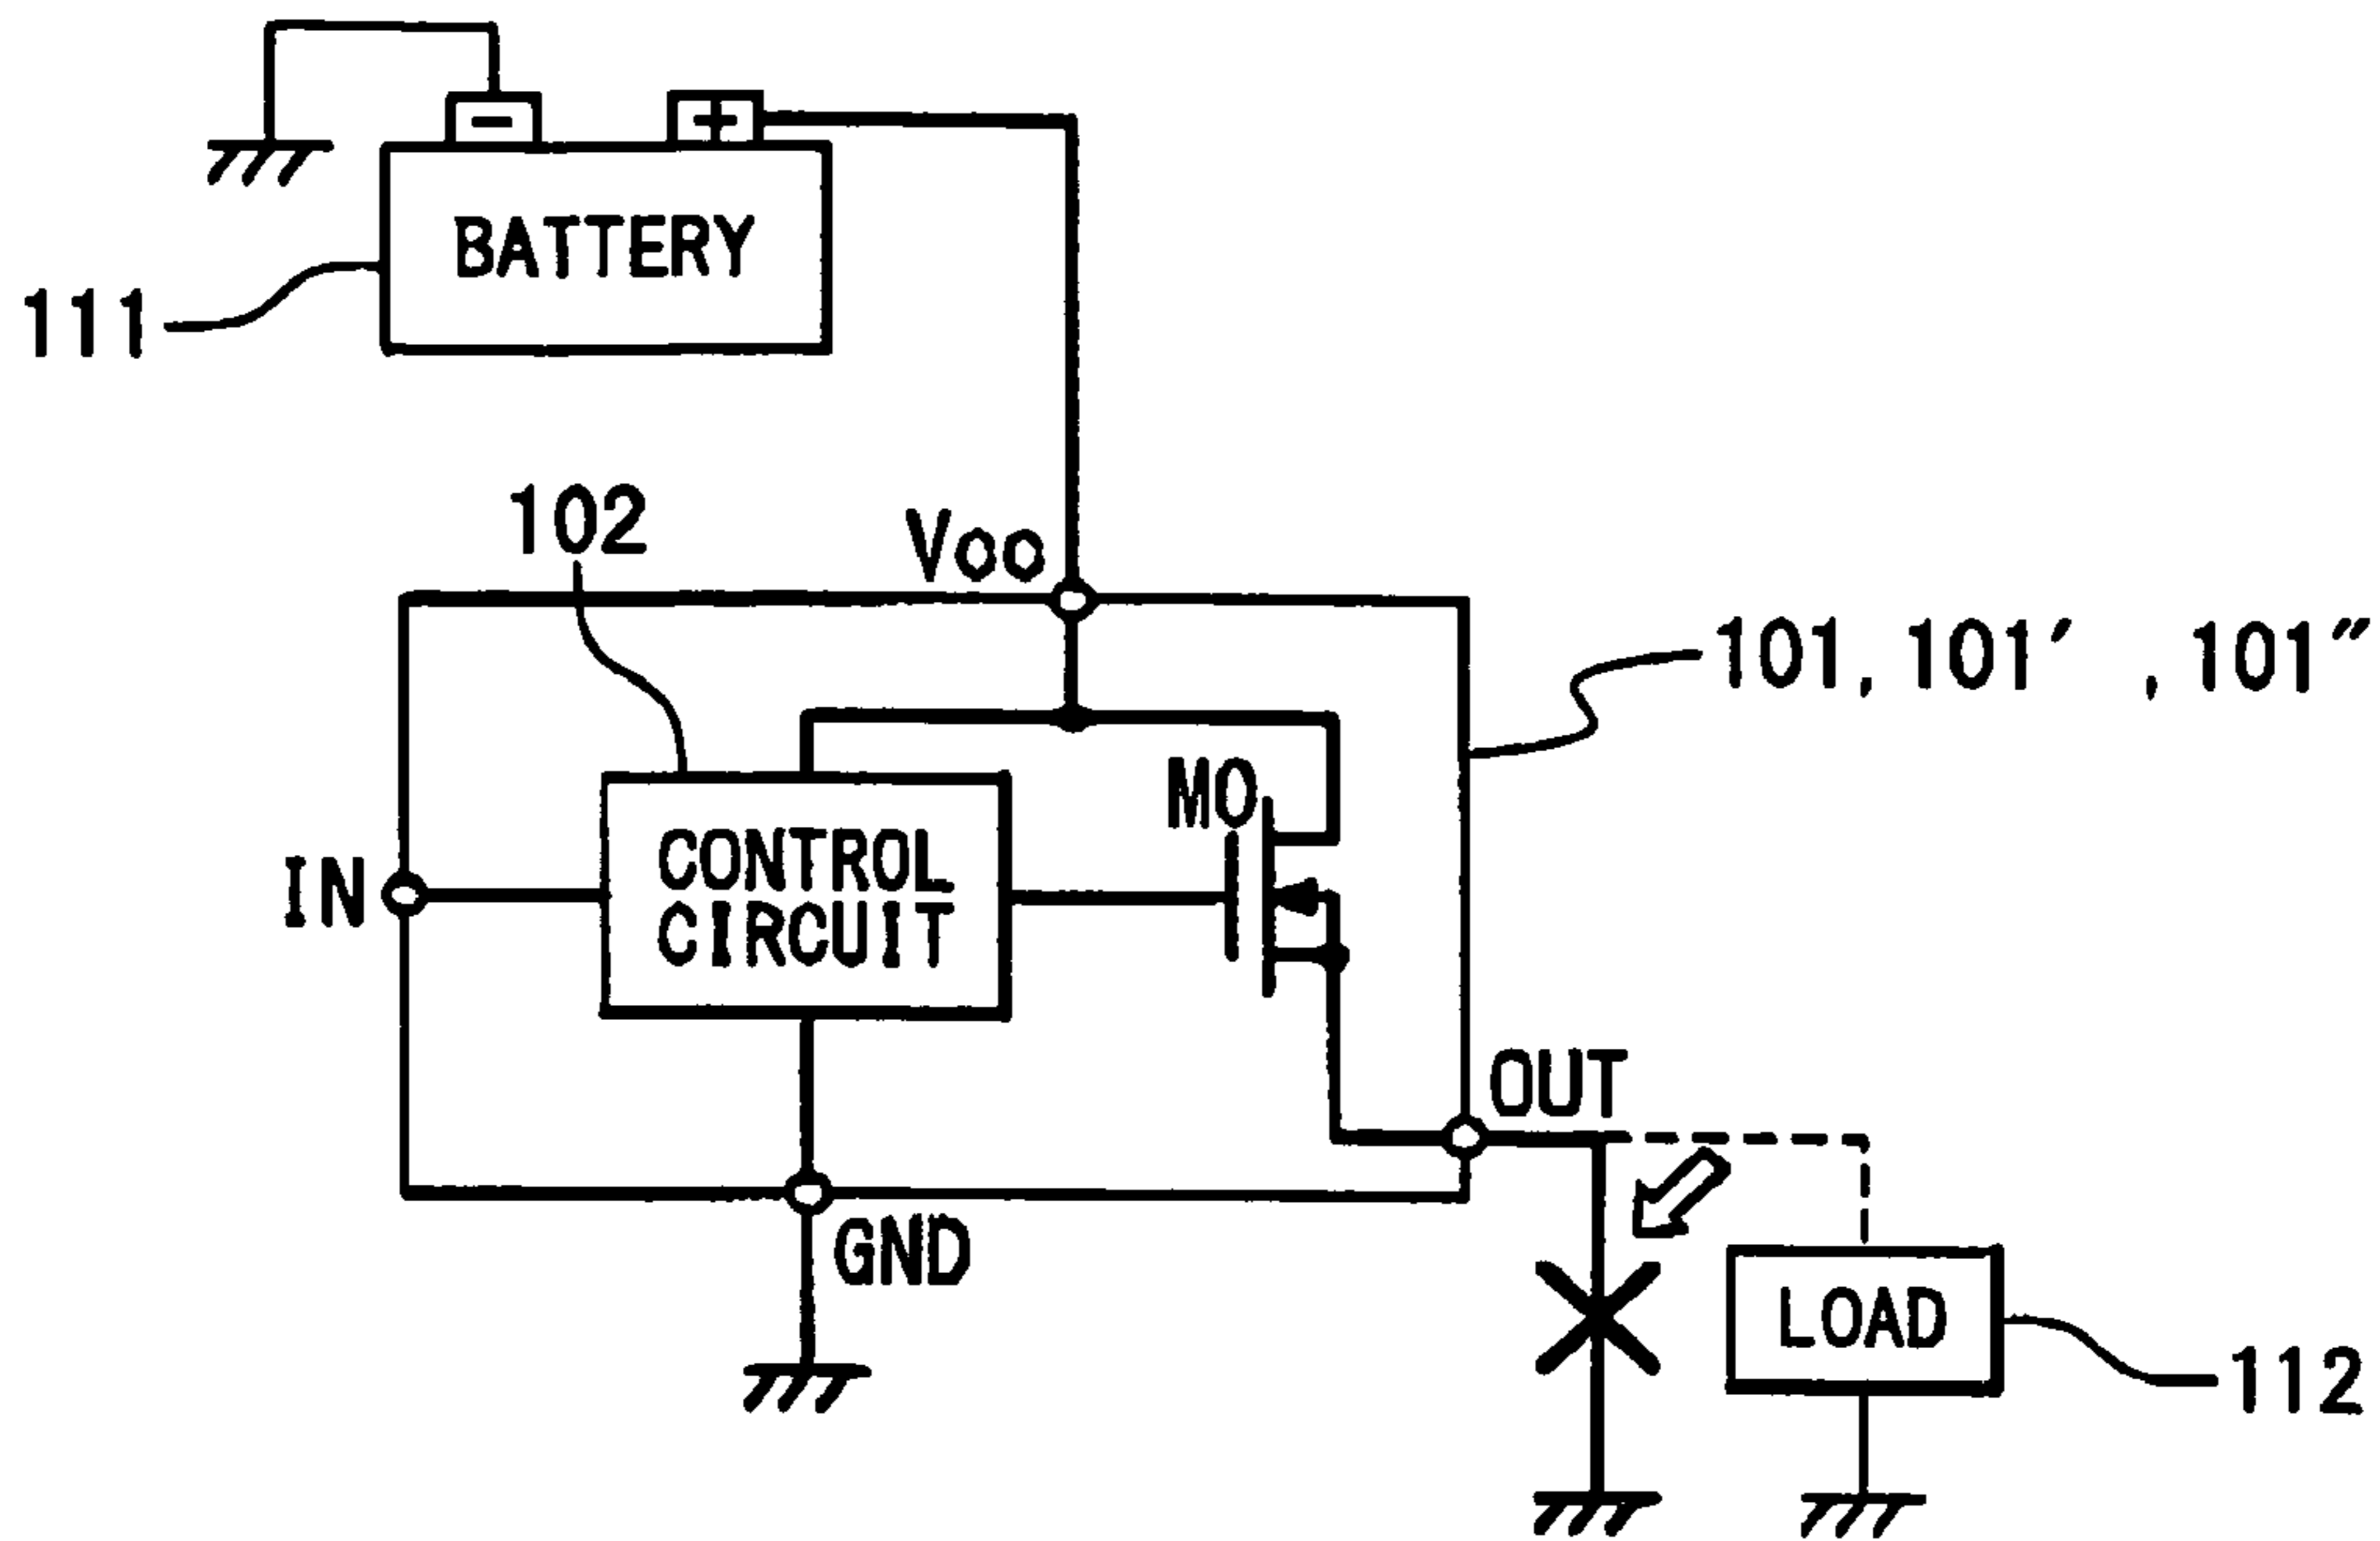 − +
BATTERY
111
102
Voo
101, 101′ , 101″
MO
CONTROL
CIRCUIT
IN
OUT
GND
LOAD
112